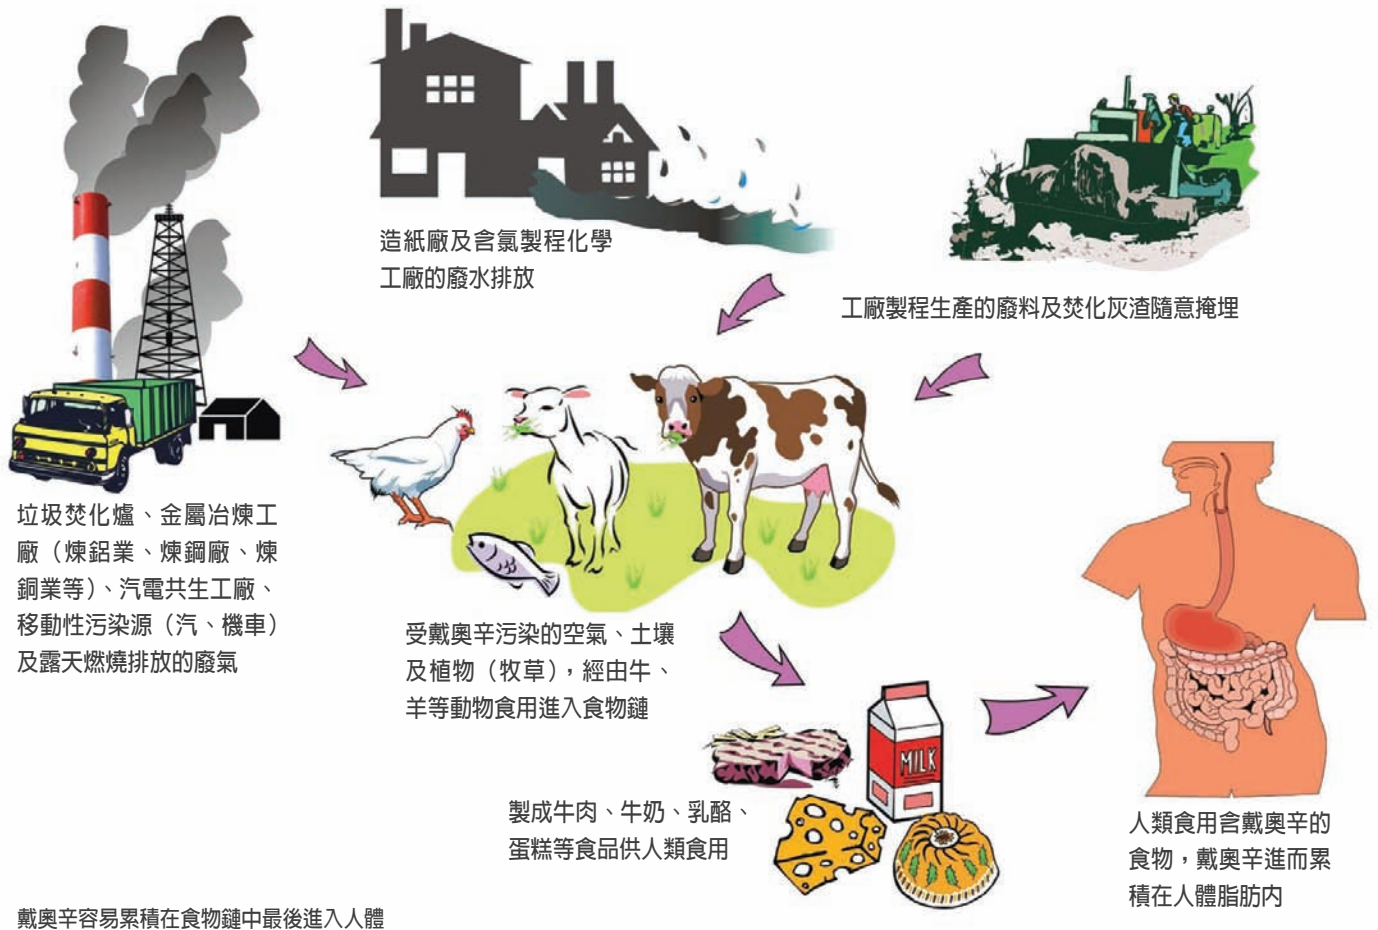 造紙廠及含氯製程化學
工廠的廢水排放
工廠製程生產的廢料及焚化灰渣隨意掩埋
垃圾焚化爐、金屬冶煉工
廠（煉鋁業、煉鋼廠、煉
銅業等）、汽電共生工廠、
移動性污染源（汽、機車）
及露天燃燒排放的廢氣
受戴奧辛污染的空氣、土壤
及植物（牧草），經由牛、
羊等動物食用進入食物鏈
MILK
製成牛肉、牛奶、乳酪、
蛋糕等食品供人類食用
人類食用含戴奧辛的
食物，戴奧辛進而累
積在人體脂肪內
戴奧辛容易累積在食物鏈中最後進入人體